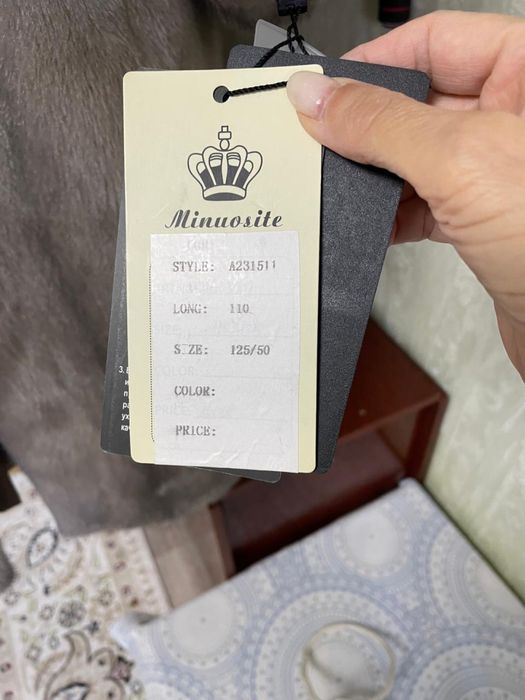 Minuosite
STYLE: A231511
LONG: 110
SIZE: 125/50
COLOR:
PRICE: